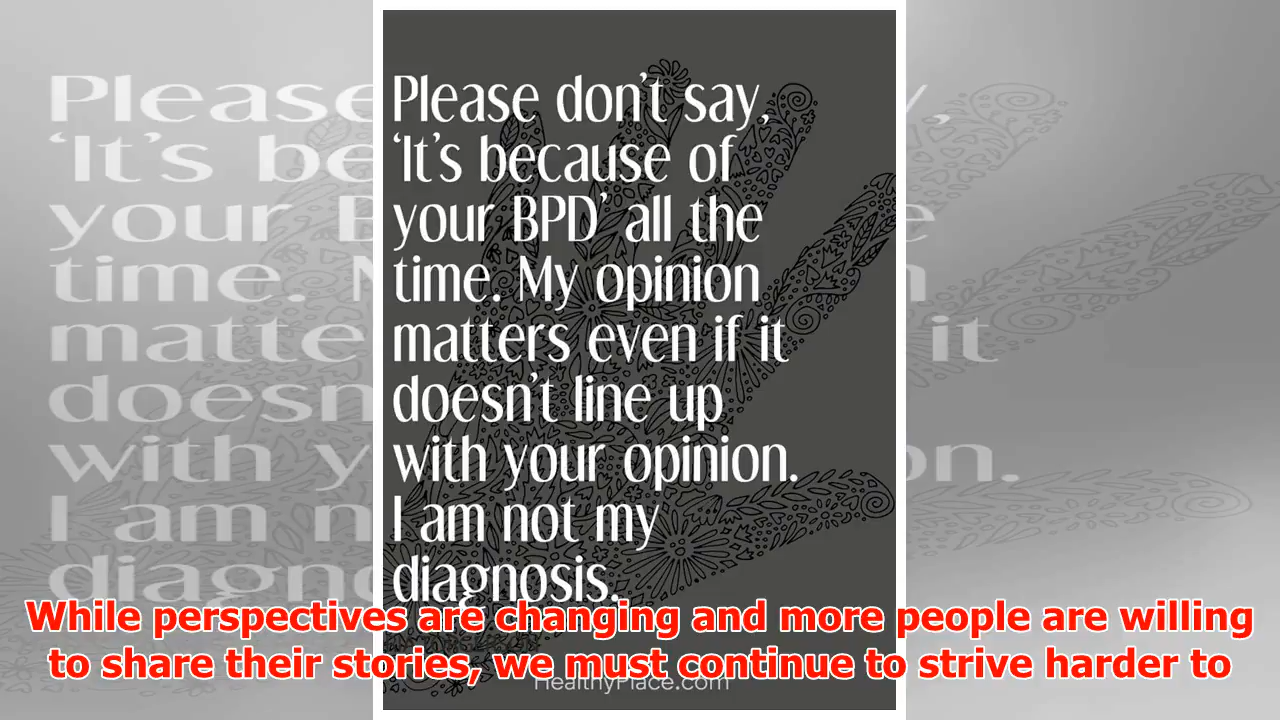 Please don't say,
'It's because of
your BPD' all the
time. My opinion
matters even if it
doesn't line up
with your opinion.
I am not my
diagnosis.
While perspectives are changing and more people are willing
to share their stories, we must continue to strive harder to
HealthyPlace.com